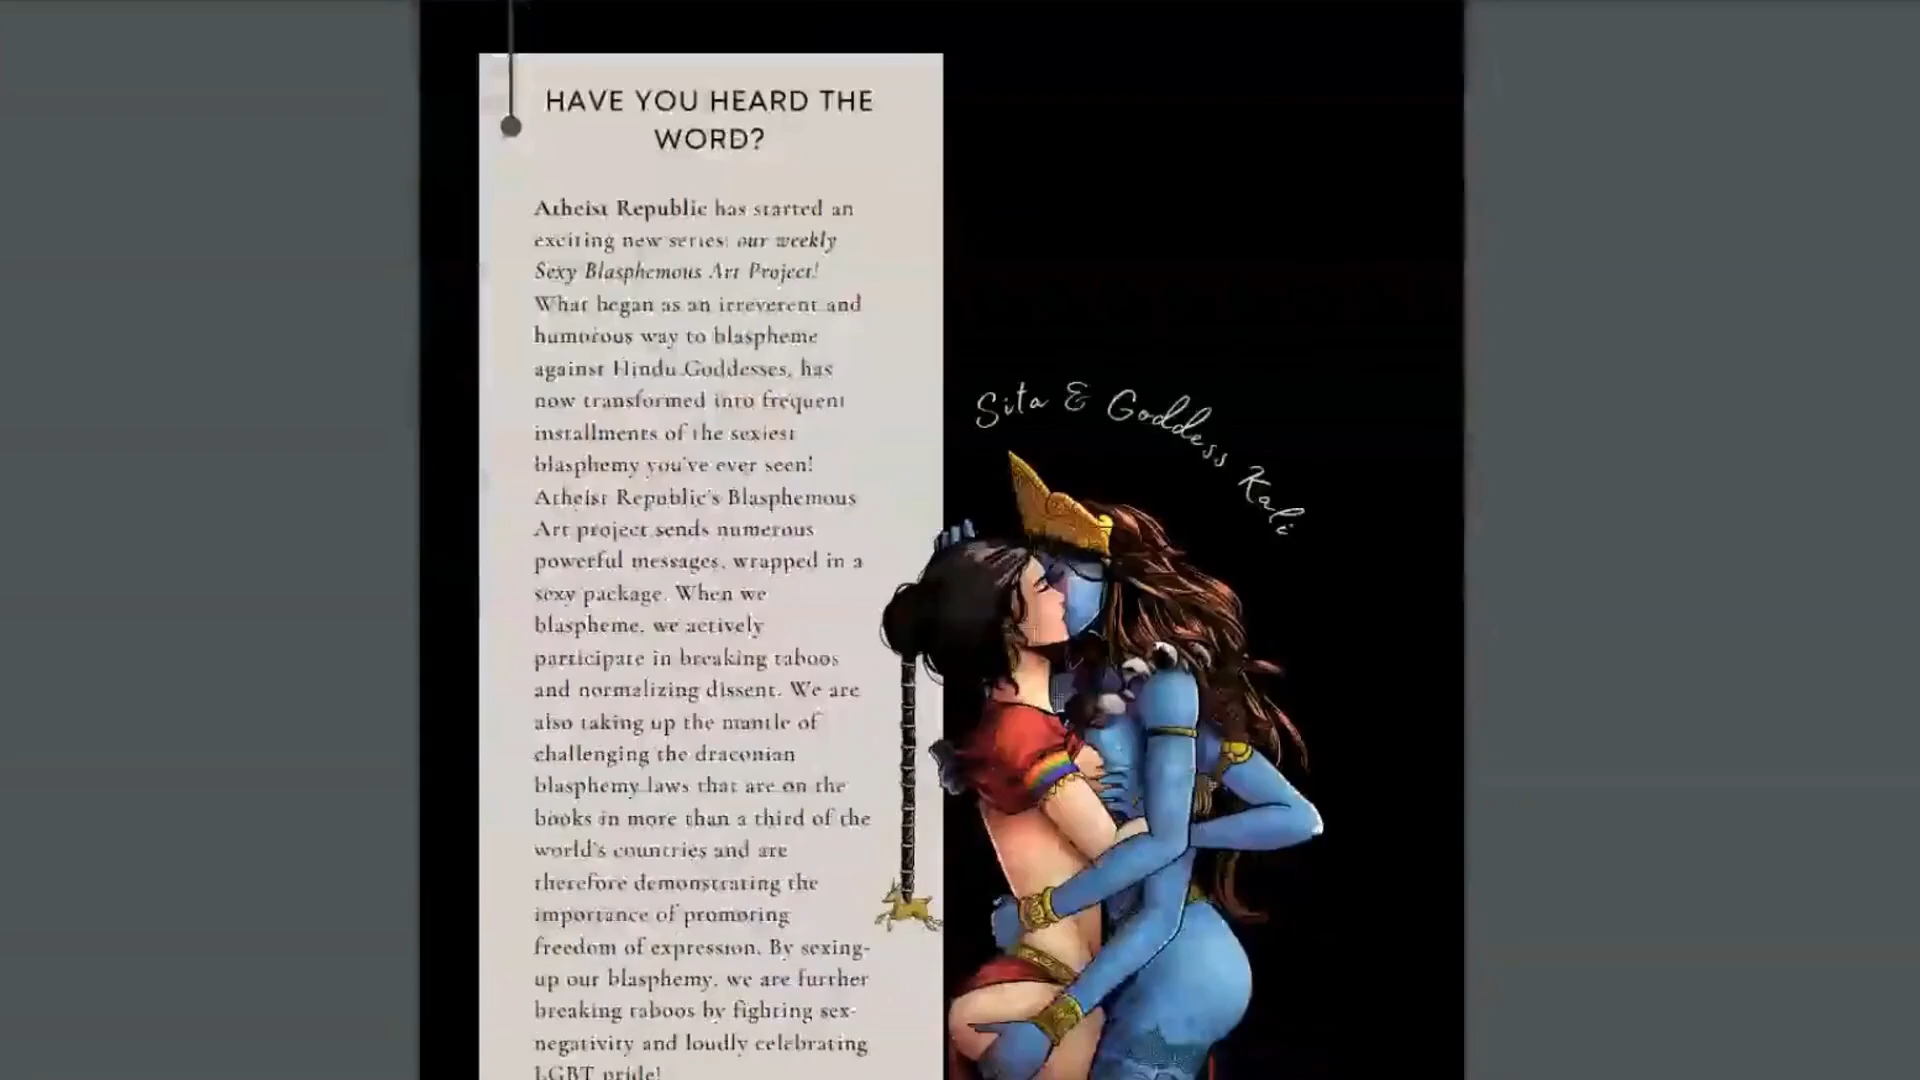 HAVE YOU HEARD THE
WORD?
Atheist Republic has started an
exciting new series: our weekly
Sexy Blasphemous Art Project!
What began as an irreverent and
humorous way to blaspheme
against Hindu Goddesses, has
now transformed into frequent
installments of the sexiest
blasphemy you've ever seen!
Atheist Republic's Blasphemous
Art project sends numerous
powerful messages, wrapped in a
sexy package. When we
blaspheme, we actively
participate in breaking taboos
and normalizing dissent. We are
also taking up the mantle of
challenging the draconian
blasphemy laws that are on the
books in more than a third of the
world's countries and are
therefore demonstrating the
importance of promoting
freedom of expression. By sexing-
up our blasphemy, we are further
breaking taboos by fighting sex-
negativity and loudly celebrating
LGBT pride!
Sita & Goddess Kali